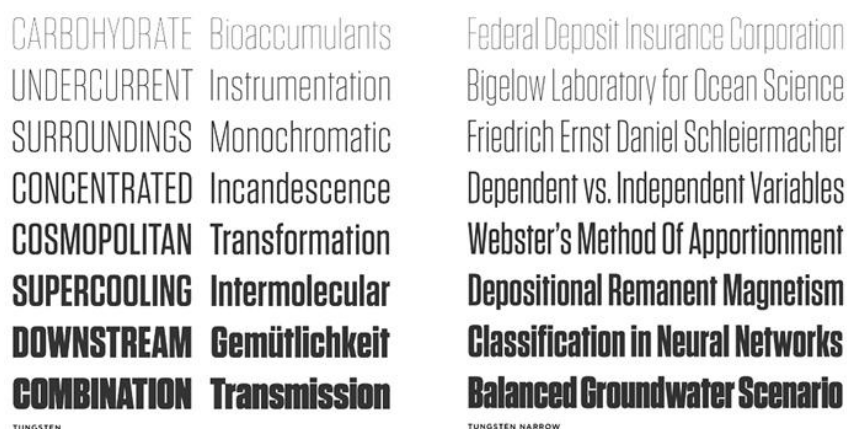 CARBOHYDRATE Bioaccumulants
UNDERCURRENT Instrumentation
SURROUNDINGS Monochromatic
CONCENTRATED Incandescence
COSMOPOLITAN Transformation
SUPERCOOLING Intermolecular
DOWNSTREAM Gemütlichkeit
COMBINATION Transmission
TUNGSTEN
Federal Deposit Insurance Corporation
Bigelow Laboratory for Ocean Science
Friedrich Ernst Daniel Schleiermacher
Dependent vs. Independent Variables
Webster's Method Of Apportionment
Depositional Remanent Magnetism
Classification in Neural Networks
Balanced Groundwater Scenario
TUNGSTEN NARROW